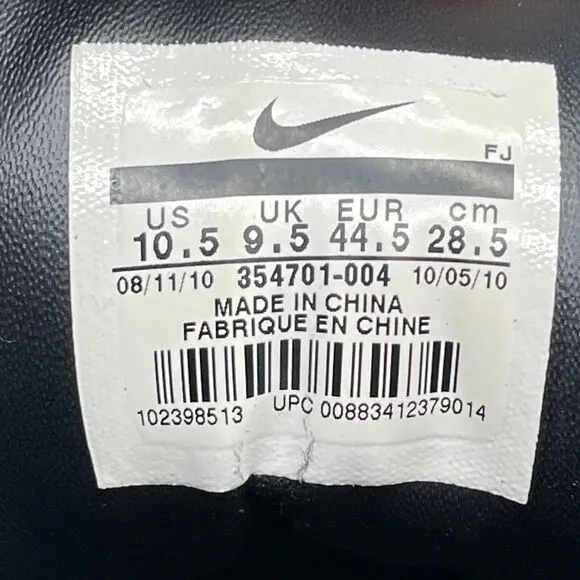 FJ
US UK EUR cm
10.5 9.5 44.5 28.5
08/11/10 354701-004 10/05/10
MADE IN CHINA
FABRIQUE EN CHINE
102398513 UPC 00883412379014